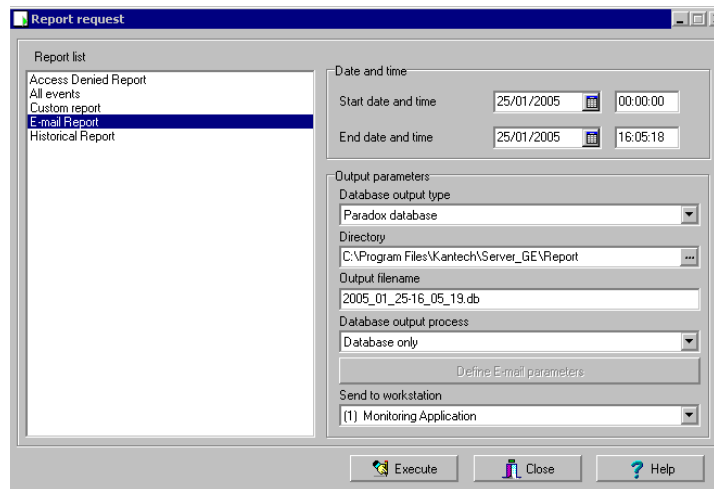 Report request
Report list
Access Denied Report
All events
Custom report
E-mail Report
Historical Report
Date and time
Start date and time 25/01/2005 00:00:00
End date and time 25/01/2005 16:05:18
Output parameters
Database output type
Paradox database
Directory
C:\Program Files\Kantech\Server_GE\Report ...
Output filename
2005_01_25-16_05_19.db
Database output process
Database only
Define E-mail parameters
Send to workstation
(1) Monitoring Application
Execute Close ? Help